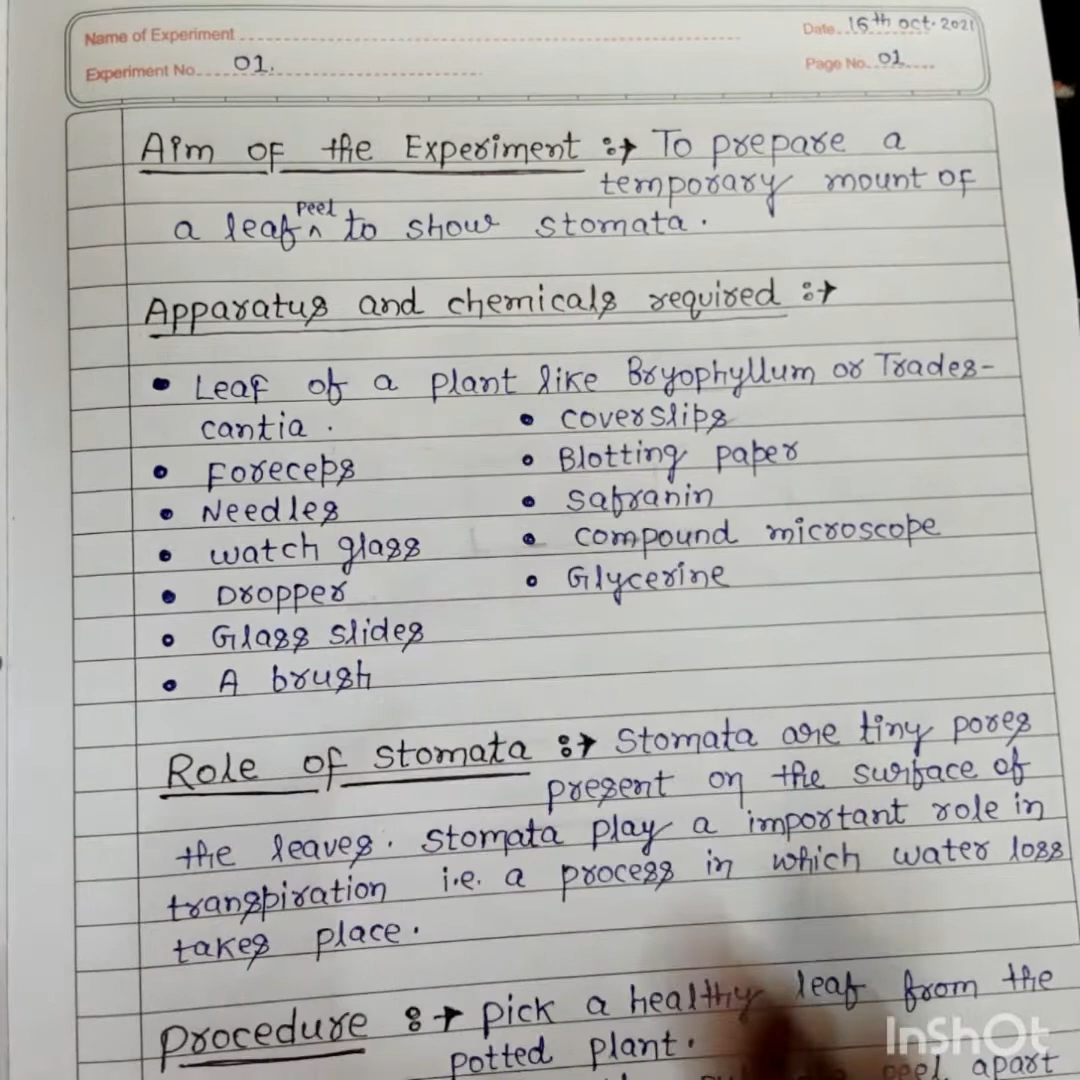 Name of Experiment
Date 15th oct. 2021
Experiment No. 01.
Page No. 01
Aim of the Experiment :→ To prepare a
temporary mount of
a leaf ^peel to show stomata.
Apparatus and chemicals required :→
• Leaf of a plant like Bryophyllum or Trades-
cantia.
• coverslips
• Foreceps
• Blotting paper
• Needles
• Safranin
• watch glass
• compound microscope
• Dropper
• Glycerine
• Glass slides
• A brush
Role of stomata :→ Stomata are tiny pores
present on the surface of
the leaves. Stomata play a important role in
transpiration i.e. a process in which water loss
takes place.
Procedure :→ Pick a healthy leaf from the
potted plant.
peel apart
InShOt